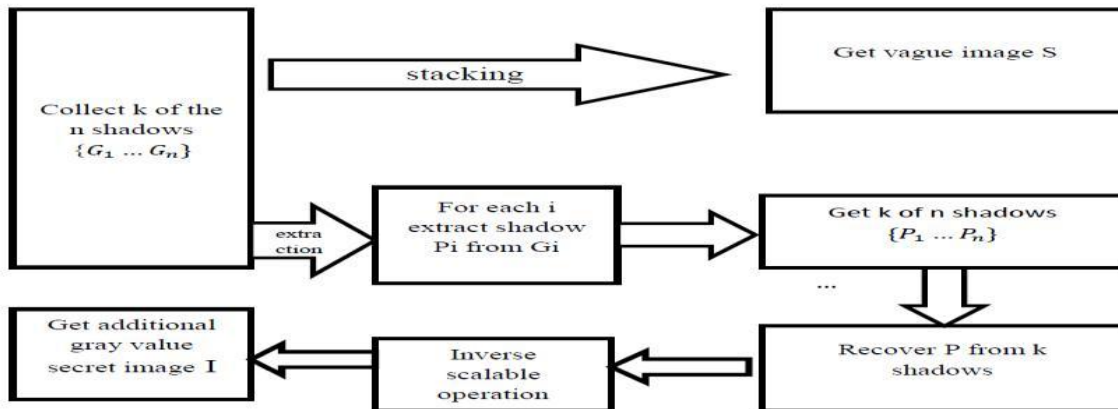 Collect k of the
n shadows
{G₁ … Gₙ}
stacking
Get vague image S
extra
ction
For each i
extract shadow
Pi from Gi
Get k of n shadows
{P₁ … Pₙ}
...
Recover P from k
shadows
Inverse
scalable
operation
Get additional
gray value
secret image I